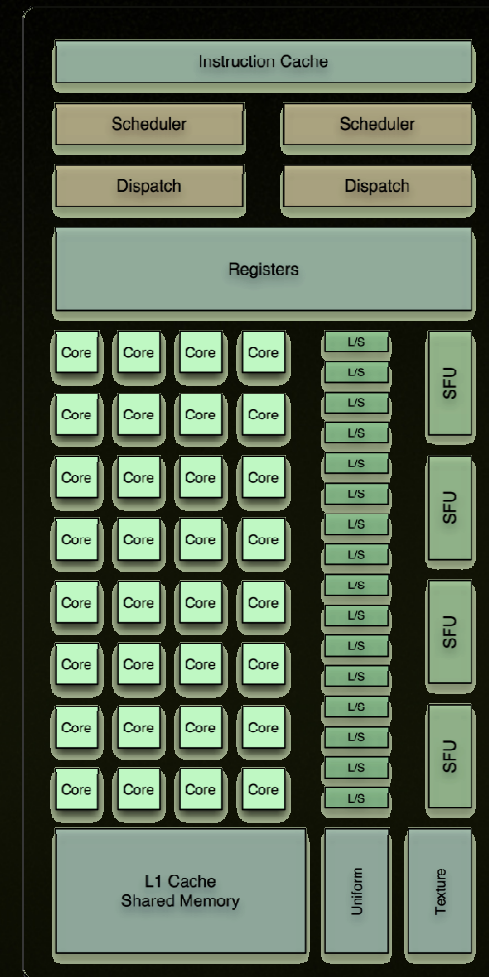 Instruction Cache
Scheduler Scheduler
Dispatch Dispatch
Registers
Core Core Core Core L/S SFU
L/S
Core Core Core Core L/S
L/S
Core Core Core Core L/S SFU
L/S
Core Core Core Core L/S
L/S
Core Core Core Core L/S SFU
L/S
Core Core Core Core L/S
L/S
Core Core Core Core L/S SFU
L/S
Core Core Core Core L/S
L/S
L1 Cache
Shared Memory
Uniform
Texture